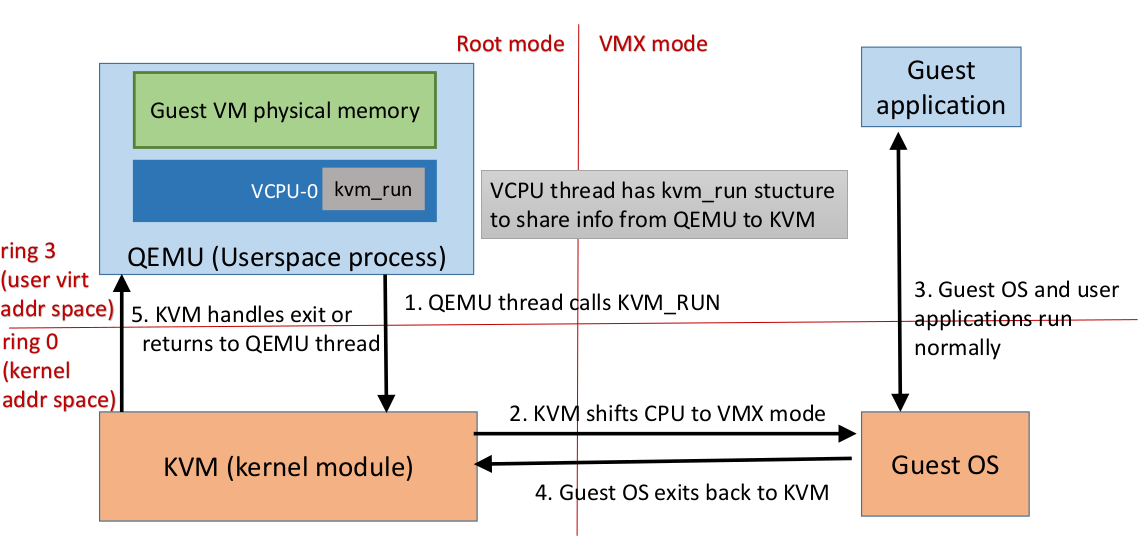 Root mode
VMX mode
Guest VM physical memory
VCPU-0
kvm_run
QEMU (Userspace process)
VCPU thread has kvm_run stucture
to share info from QEMU to KVM
Guest
application
ring 3
(user virt
addr space)
ring 0
(kernel
addr space)
5. KVM handles exit or
returns to QEMU thread
1. QEMU thread calls KVM_RUN
3. Guest OS and user
applications run
normally
2. KVM shifts CPU to VMX mode
KVM (kernel module)
Guest OS
4. Guest OS exits back to KVM